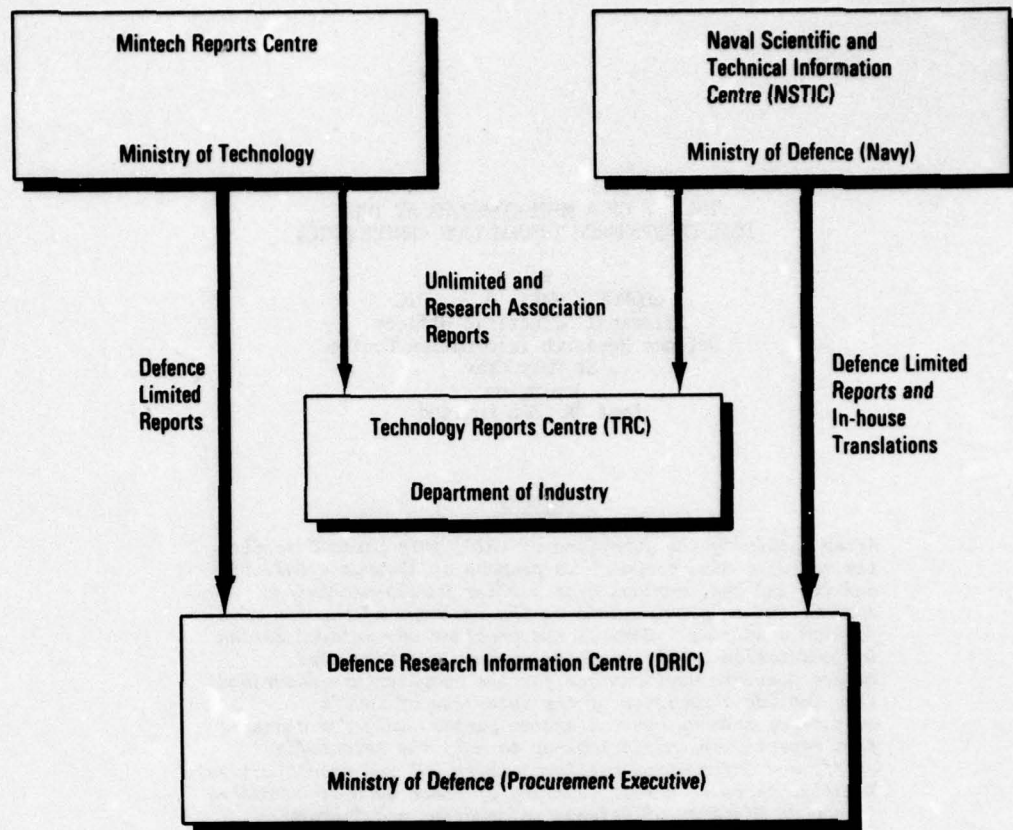 Mintech Reports Centre
Ministry of Technology
Naval Scientific and
Technical Information
Centre (NSTIC)
Ministry of Defence (Navy)
Unlimited and
Research Association
Reports
Defence
Limited
Reports
Defence Limited
Reports and
In-house
Translations
Technology Reports Centre (TRC)
Department of Industry
Defence Research Information Centre (DRIC)
Ministry of Defence (Procurement Executive)